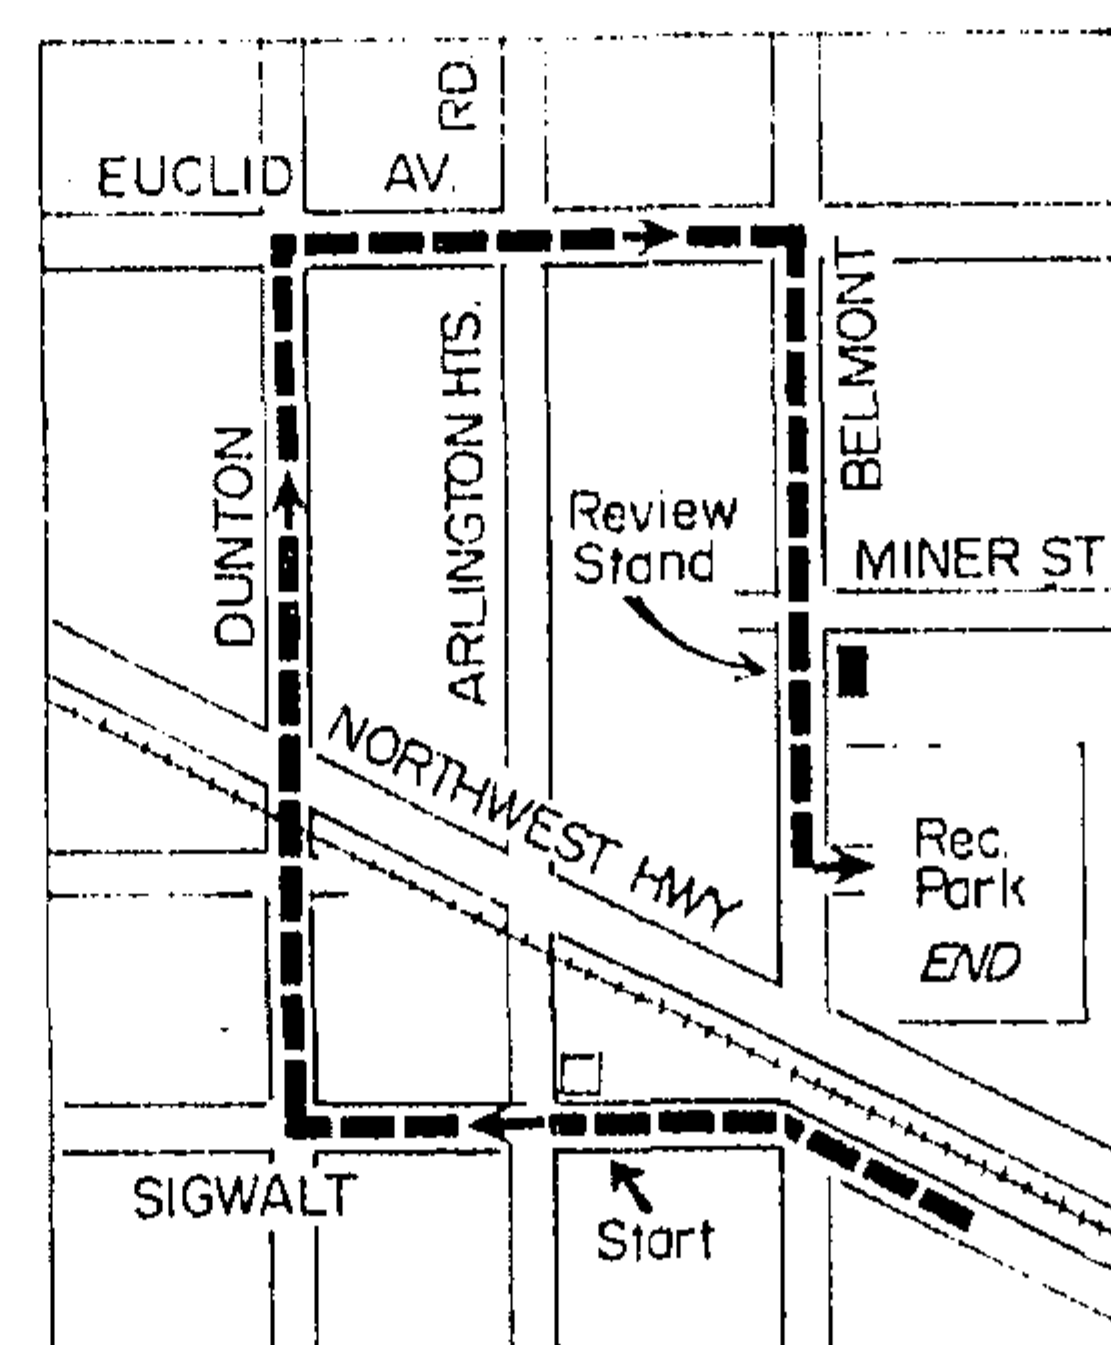 RD.
EUCLID AV.
BELMONT
ARLINGTON HTS.
DUNTON
Review
Stand
MINER ST
NORTHWEST HWY
Rec.
Park
END
SIGWALT
Start